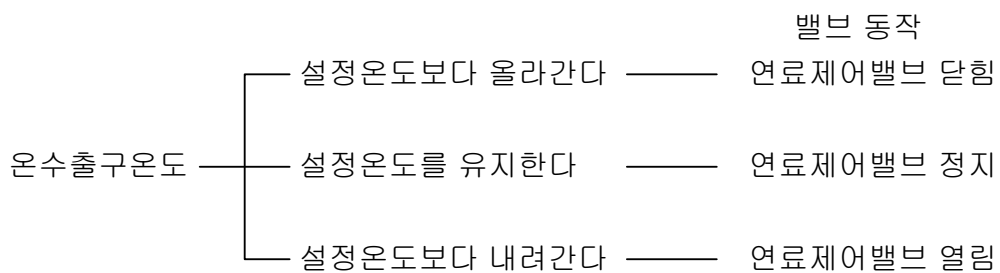 밸브 동작
설정온도보다 올라간다 연료제어밸브 닫힘
온수출구온도 설정온도를 유지한다 연료제어밸브 정지
설정온도보다 내려간다 연료제어밸브 열림